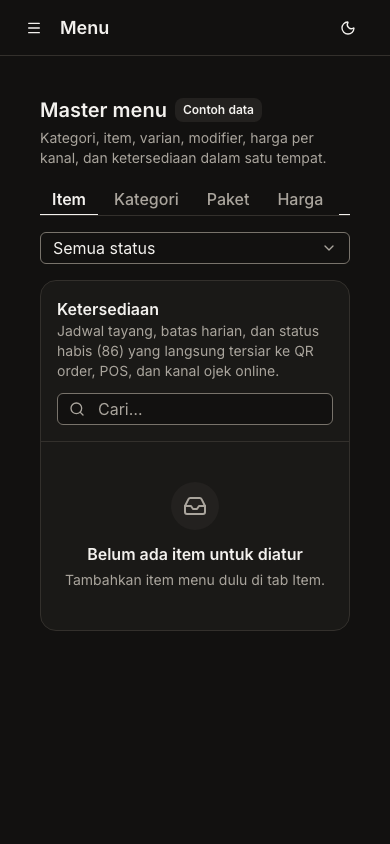 Menu
Master menu
Contoh data
Kategori, item, varian, modifier, harga per
kanal, dan ketersediaan dalam satu tempat.
Item
Kategori
Paket
Harga
Semua status
Ketersediaan
Jadwal tayang, batas harian, dan status
habis (86) yang langsung tersiar ke QR
order, POS, dan kanal ojek online.
Cari...
Belum ada item untuk diatur
Tambahkan item menu dulu di tab Item.